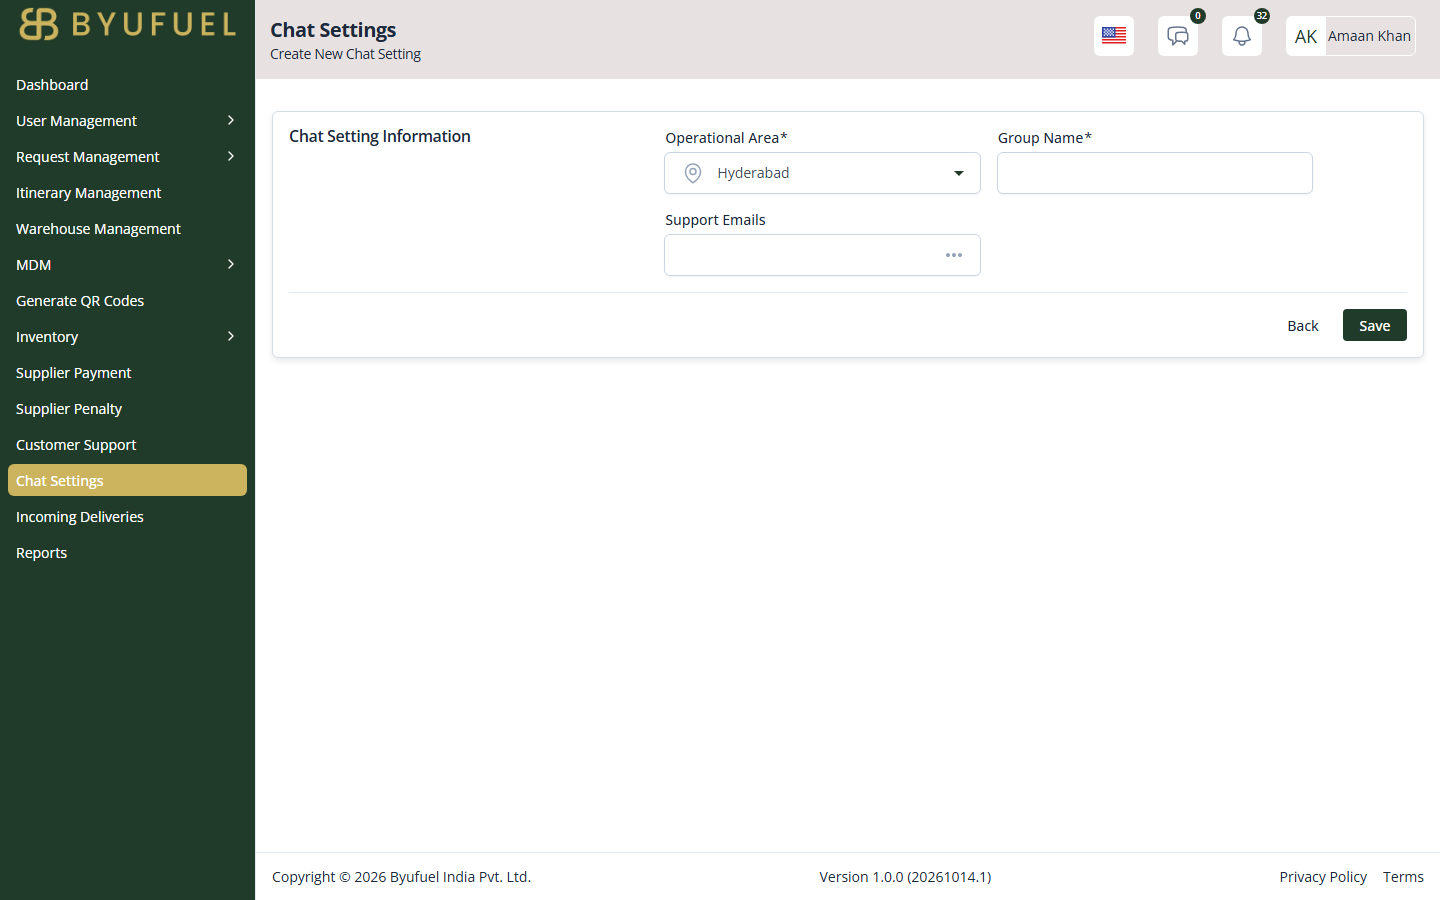 BYUFUEL
Dashboard
User Management
Request Management
Itinerary Management
Warehouse Management
MDM
Generate QR Codes
Inventory
Supplier Payment
Supplier Penalty
Customer Support
Chat Settings
Incoming Deliveries
Reports
Chat Settings
Create New Chat Setting
0
32
AK Amaan Khan
Chat Setting Information
Operational Area*
Group Name*
Hyderabad
Support Emails
Back
Save
Copyright © 2026 Byufuel India Pvt. Ltd.
Version 1.0.0 (20261014.1)
Privacy Policy
Terms